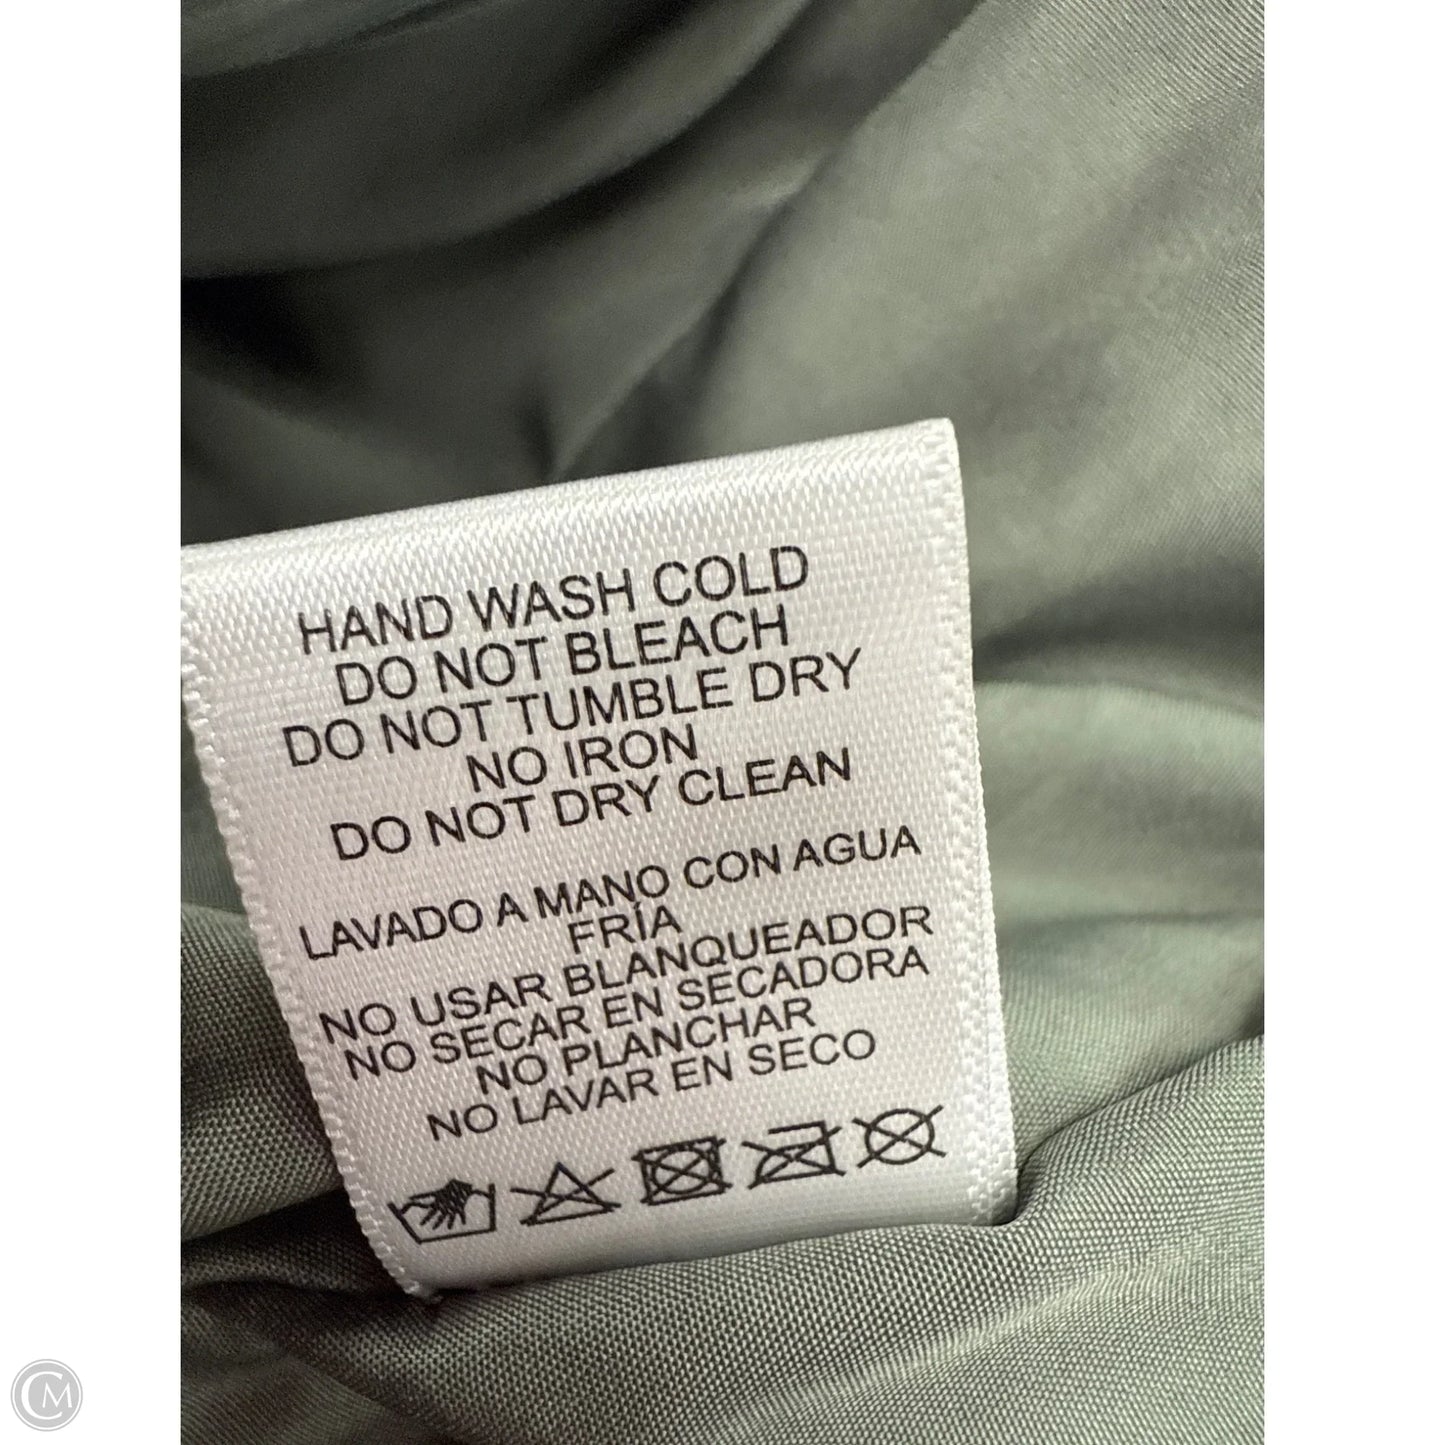 HAND WASH COLD
DO NOT BLEACH
DO NOT TUMBLE DRY
NO IRON
DO NOT DRY CLEAN
LAVADO A MANO CON AGUA
FRÍA
NO USAR BLANQUEADOR
NO SECAR EN SECADORA
NO PLANCHAR
NO LAVAR EN SECO
CM